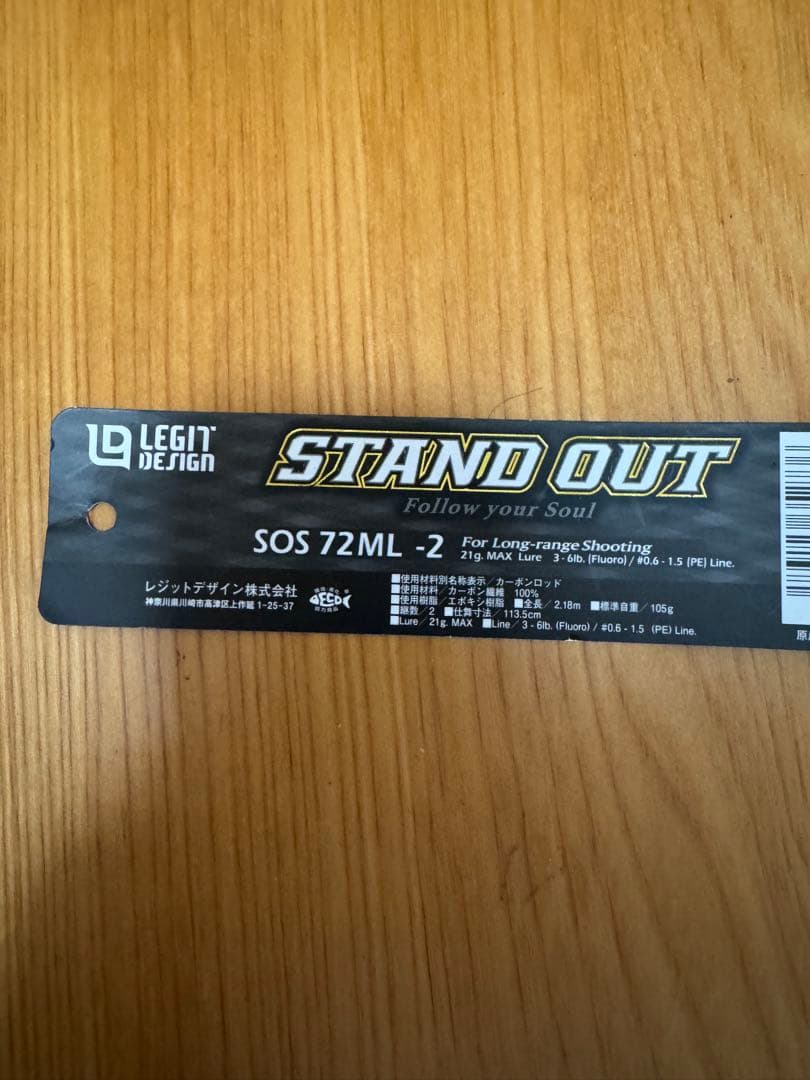 LEGIT DESIGN
STAND OUT
Follow your Soul
SOS 72ML -2 For Long-range Shooting
21g. MAX Lure 3 - 6lb. (Fluoro) / #0.6 - 1.5 (PE) Line.
レジットデザイン株式会社
神奈川県川崎市高津区上作延 1-25-37
■使用材料別名称表示／カーボンロッド
■使用材料／カーボン繊維 100%
■使用樹脂／エポキシ樹脂 ■全長／2.18m ■標準自重／105g
■継数／2 ■仕舞寸法／113.5cm
■Lure／21g. MAX ■Line／3 - 6lb. (Fluoro) / #0.6 - 1.5 (PE) Line.